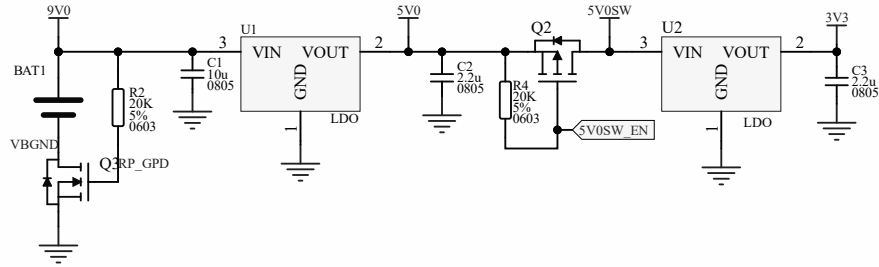 9V0
5V0
Q2
5V0SW
3V3
U1
U2
3
VIN
VOUT
2
GND
1
LDO
C1
10u
0805
BAT1
R2
20K
5%
0603
VBGND
Q3
RP_GPD
C2
2.2u
0805
R4
20K
5%
0603
5V0SW_EN
3
VIN
VOUT
2
GND
1
LDO
C3
2.2u
0805